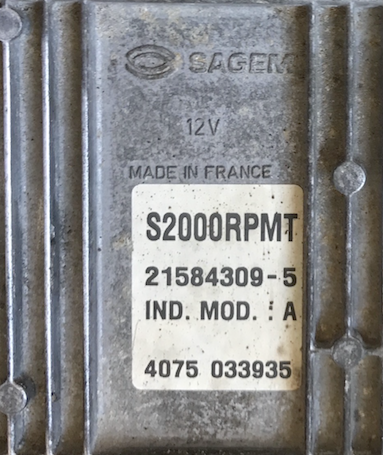 SAGEM
12V
MADE IN FRANCE
S2000RPMT
21584309-5
IND. MOD. : A
4075 033935